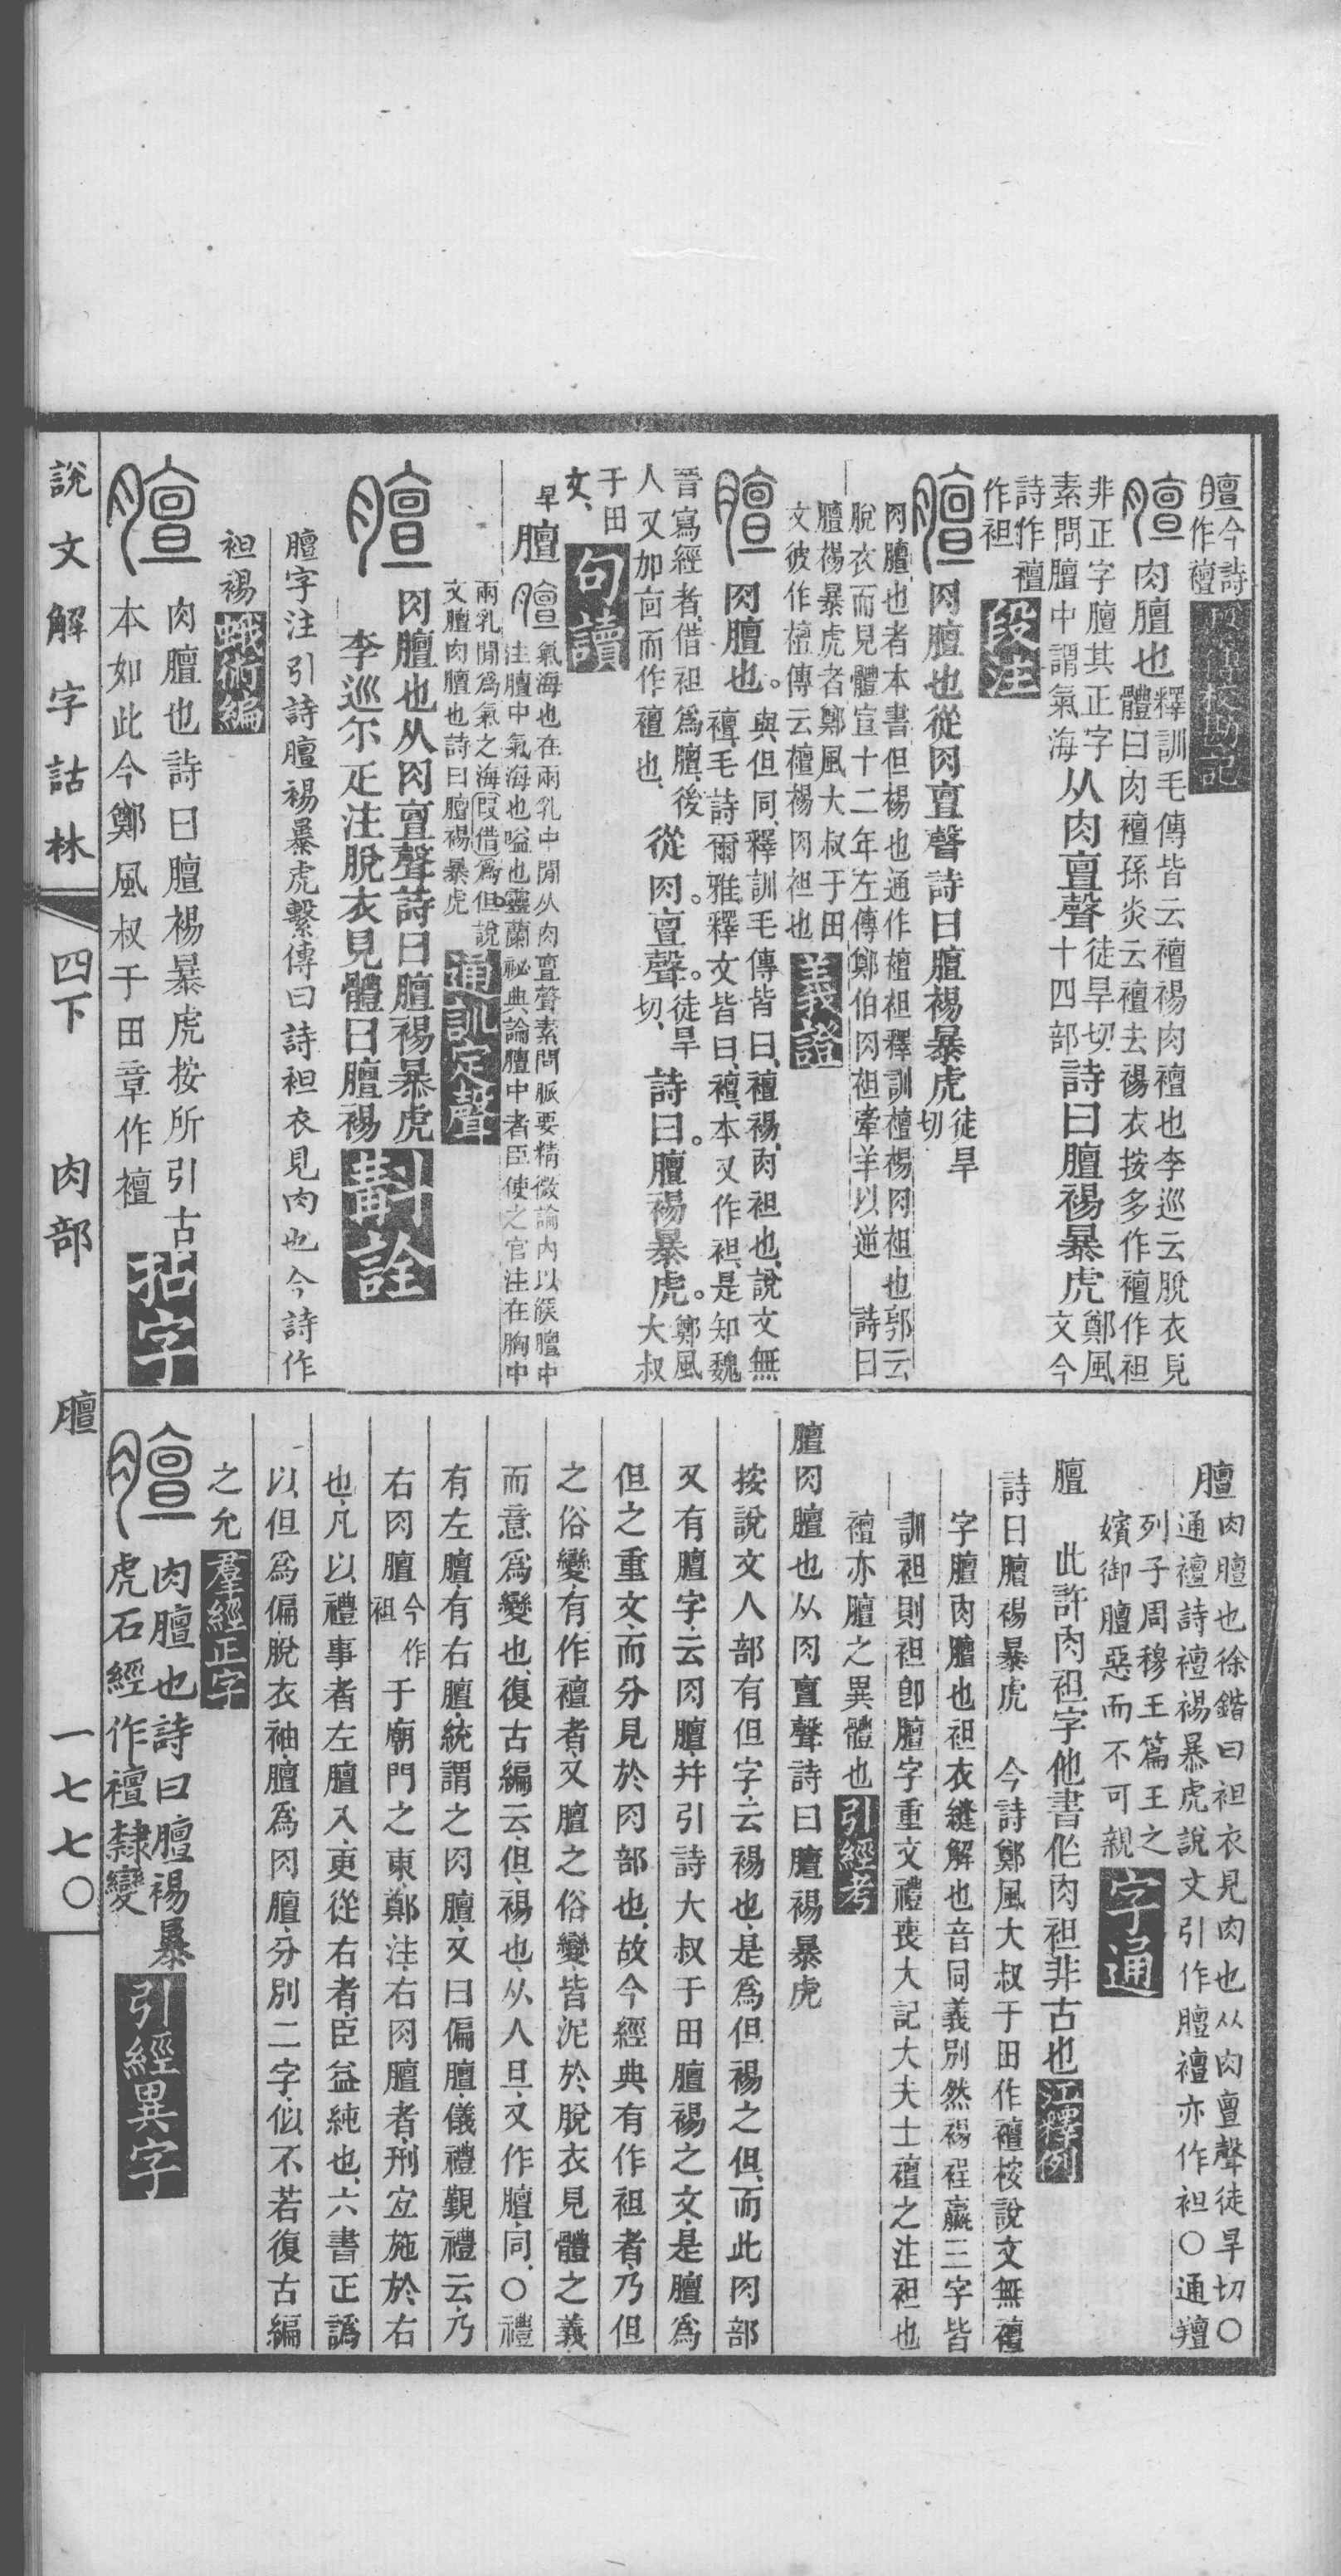 膻今詩
作襢
肉膻也
釋訓毛傳皆云襢裼肉襢也李巡云脫衣見
體曰肉襢孫炎云襢去裼衣按多作襢作袒
非正字膻其正字
素問膻中謂氣海
从肉亶聲
徒旱切
十四部
詩曰膻裼暴虎
鄭風
文今
詩作襢
作袒
段注
膻
肉膻也從肉亶聲詩曰膻裼暴虎
徒旱
切
肉膻也者本書但裼也通作襢袒釋訓襢裼肉袒也郭云
脫衣而見體宣十二年左傳鄭伯肉袒牽羊以逆
詩曰
膻裼暴虎者鄭風大叔于田
文彼作襢傳云襢裼肉袒也
義證
膻
肉膻也。
與但同、釋訓毛傳皆曰、襢裼、肉袒也、說文無
襢、毛詩爾雅、釋文皆曰、襢、本又作袒、是知魏
晉寫經者、借袒爲膻、後
人又加亶而作襢也、
從肉亶聲。
徒旱
切、
詩曰。膻裼暴虎。
鄭風
大叔
于田
文、
句讀
旱
膻
氣海也在兩乳中閒从肉亶聲素問脈要精微論內以候膻中
注膻中氣海也嗌也靈蘭祕典論膻中者臣使之官注在胸中
兩乳閒爲氣之海叚借爲但說
文膻肉膻也詩曰膻裼暴虎
通訓定聲
膻
肉膻也从肉亶聲詩曰膻裼暴虎
李巡尔疋注脫衣見體曰膻裼
斠詮
膻字注引詩膻裼暴虎繫傳曰詩袒衣見肉也今詩作
袒裼
蛾術編
膻
肉膻也詩曰膻裼暴虎按所引古
本如此今鄭風叔于田章作襢
拈字
膻
肉膻也徐鍇曰袒衣見肉也从肉亶聲徒旱切○
通襢詩襢裼暴虎說文引作膻襢亦作袒○通羶
列子周穆王篇王之
嬪御膻惡而不可親
字通
膻
此許肉袒字他書作肉袒非古也
江釋例
詩曰膻裼暴虎
今詩鄭風大叔于田作襢按說文無襢
字膻肉膻也袒衣縫解也音同義別然裼裎臝三字皆
訓袒則袒卽膻字重文禮喪大記大夫士襢之注袒也
襢亦膻之異體也
引經考
膻肉膻也从肉亶聲詩曰膻裼暴虎
按說文人部有但字云裼也是爲但裼之但而此肉部
又有膻字云肉膻并引詩大叔于田膻裼之文是膻爲
但之重文而分見於肉部也故今經典有作袒者乃但
之俗變有作襢者又膻之俗變皆泥於脫衣見體之義
而意爲變也復古編云但裼也从人旦又作膻同○禮
有左膻有右膻統謂之肉膻又曰偏膻儀禮覲禮云乃
右肉膻
今作
袒
于廟門之東鄭注右肉膻者刑宜施於右
也凡以禮事者左膻入更從右者臣益純也六書正譌
以但爲偏脫衣袖膻爲肉膻分別二字似不若復古編
之允
羣經正字
膻
肉膻也詩曰膻裼暴
虎石經作襢隸變
引經異字
說文解字詁林
四下
肉部
膻
一七七〇